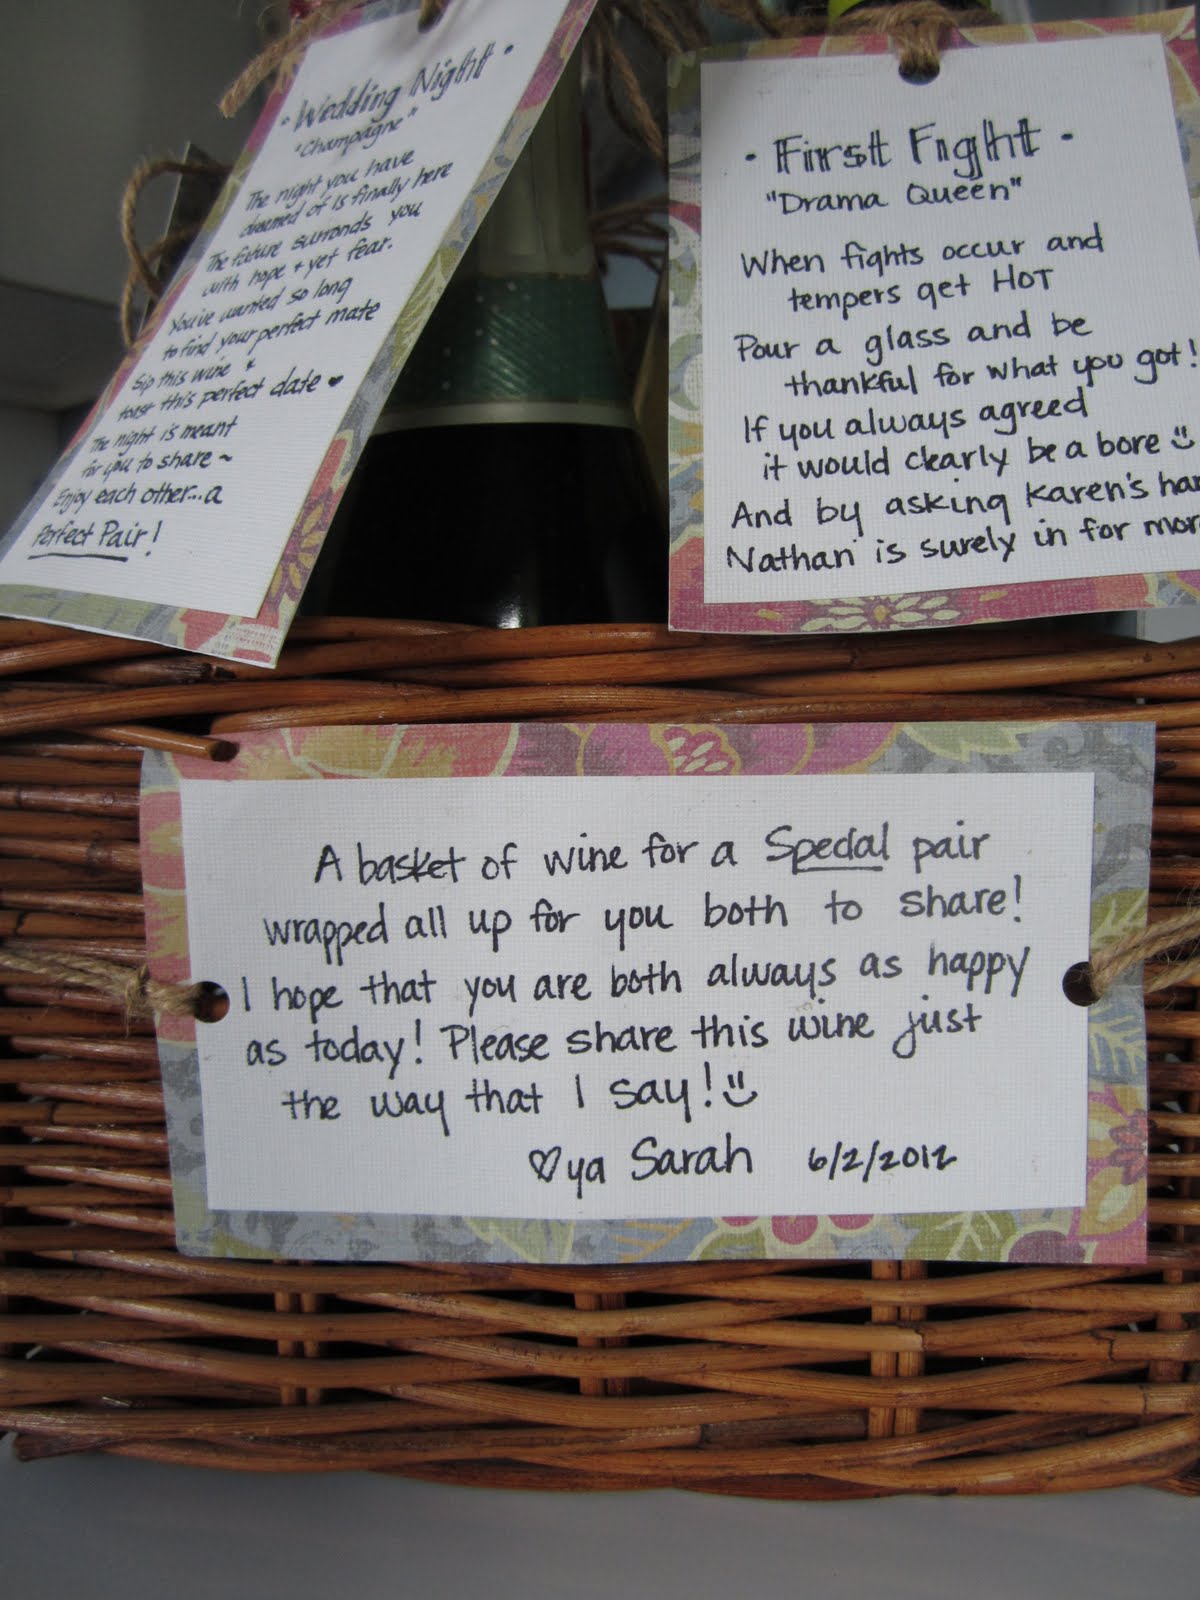 · Wedding Night ·
"Champagne"
The night you have
dreamed of is finally here
The future surronds you
with hope + yet fear.
You've wanted so long
to find your perfect mate
Sip this wine +
toast this perfect date ♥
The night is meant
for you to share ~
Enjoy each other...a
Perfect Pair!
· First Fight ·
"Drama Queen"
When fights occur and
tempers get HOT
Pour a glass and be
thankful for what you got!
If you always agreed
it would clearly be a bore
And by asking Karen's
Nathan is surely in for
A basket of wine for a Special pair
wrapped all up for you both to share!
I hope that you are both always as happy
as today! Please share this wine just
the way that I say!
♡ya Sarah 6/2/2012